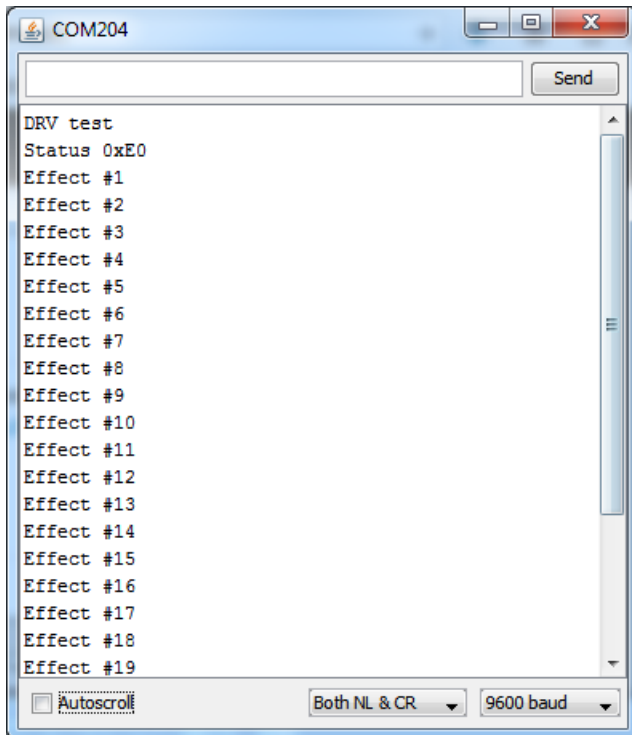 COM204
Send
DRV test
Status 0xE0
Effect #1
Effect #2
Effect #3
Effect #4
Effect #5
Effect #6
Effect #7
Effect #8
Effect #9
Effect #10
Effect #11
Effect #12
Effect #13
Effect #14
Effect #15
Effect #16
Effect #17
Effect #18
Effect #19
Autoscroll Both NL & CR 9600 baud